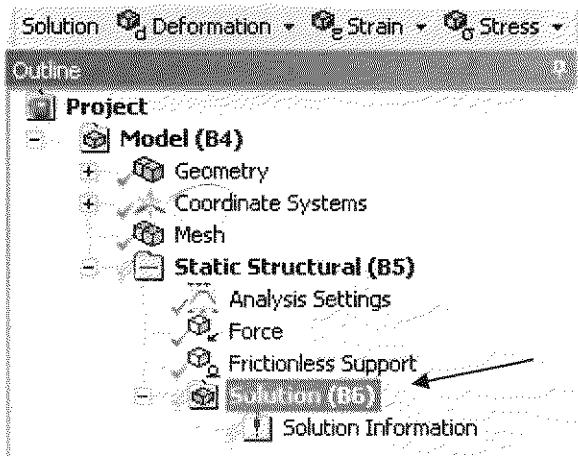 Solution Deformation Strain Stress
Outline
Project
Model (B4)
Geometry
Coordinate Systems
Mesh
Static Structural (B5)
Analysis Settings
Force
Frictionless Support
Solution (B6)
Solution Information